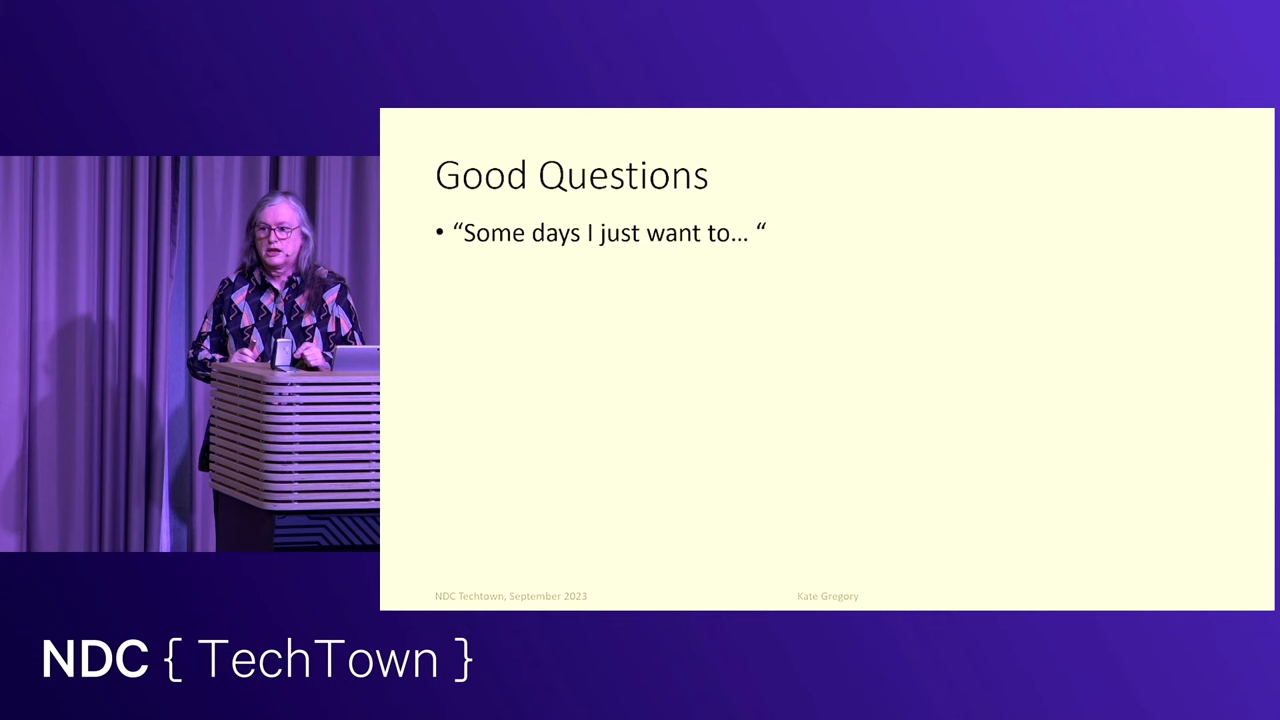 Good Questions
• “Some days I just want to... “
NDC Techtown, September 2023
Kate Gregory
NDC { TechTown }